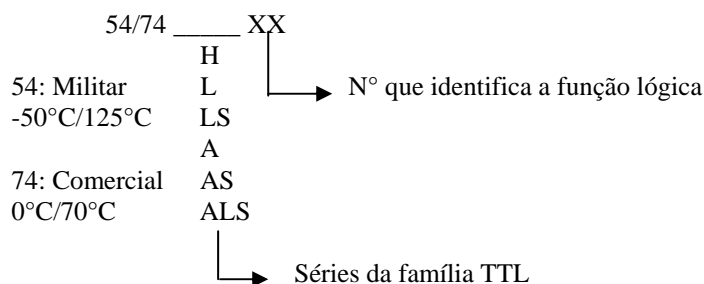 54/74 _____ XX
H
54: Militar L N° que identifica a função lógica
-50°C/125°C LS
A
74: Comercial AS
0°C/70°C ALS
Séries da família TTL